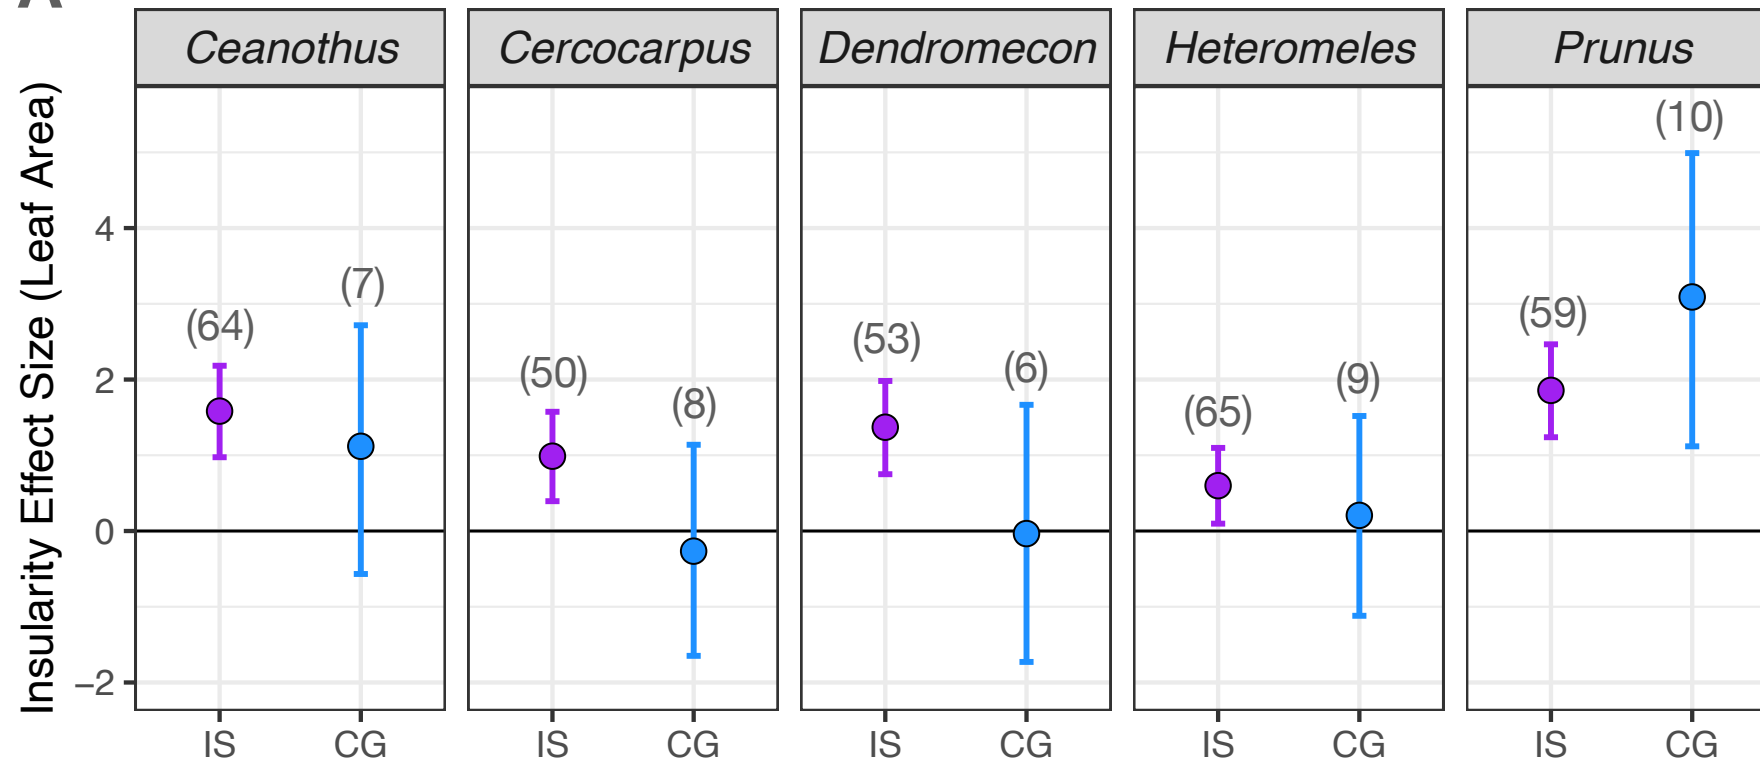 Ceanothus Cercocarpus Dendromecon Heteromeles Prunus
Insularity Effect Size (Leaf Area)
4
2
0
−2
(64) (7) (50) (8) (53) (6) (65) (9) (59) (10)
IS CG IS CG IS CG IS CG IS CG